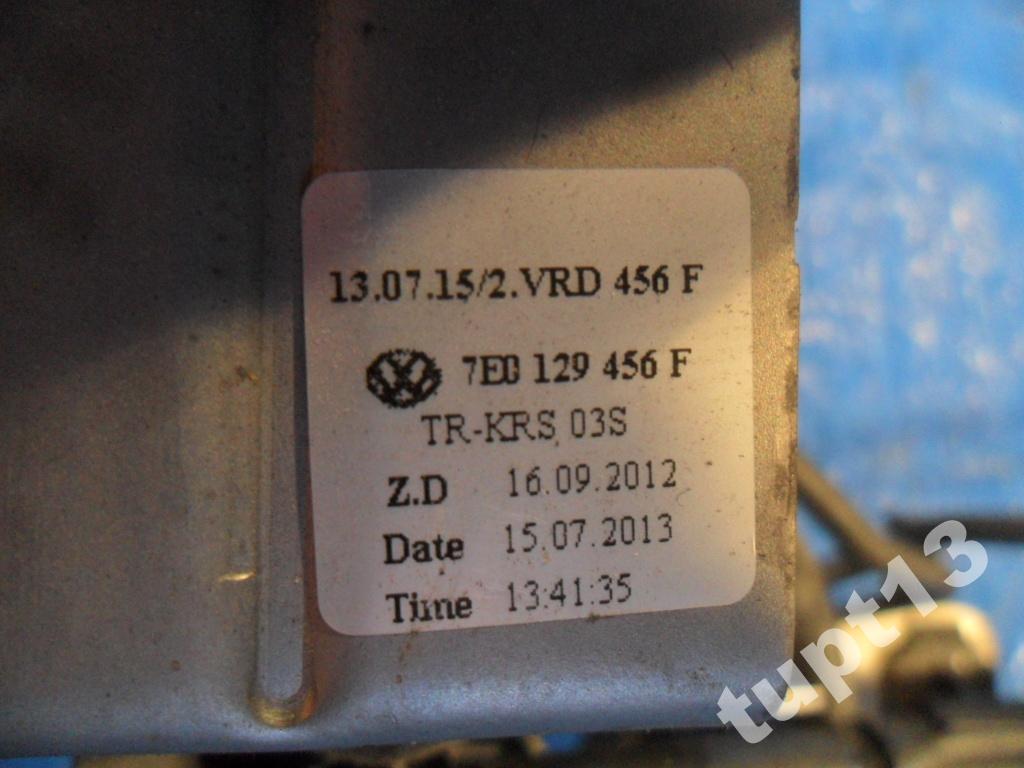 13.07.15/2.VRD 456 F
7E0 129 456 F
TR-KRS 03S
Z.D 16.09.2012
Date 15.07.2013
Time 13:41:35
tupt13